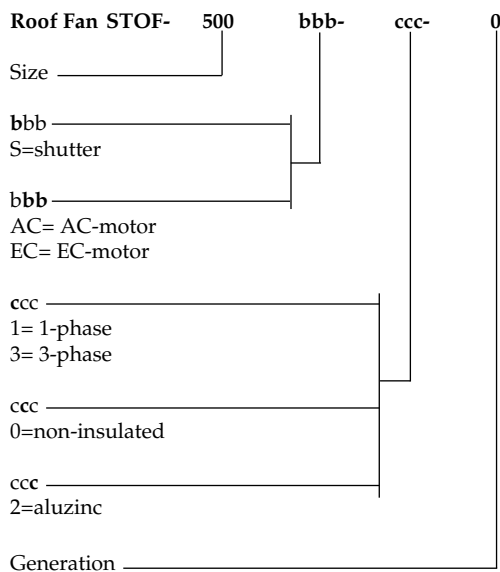 Roof Fan STOF- 500 bbb- ccc- 0
Size
bbb
S=shutter
bbb
AC= AC-motor
EC= EC-motor
ccc
1= 1-phase
3= 3-phase
ccc
0=non-insulated
ccc
2=aluzinc
Generation